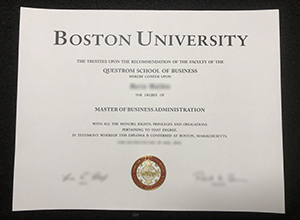 BOSTON UNIVERSITY
THE TRUSTEES UPON THE RECOMMENDATION OF THE FACULTY OF THE
QUESTROM SCHOOL OF BUSINESS
HEREBY CONFER UPON
THE DEGREE OF
MASTER OF BUSINESS ADMINISTRATION
WITH ALL THE HONORS, RIGHTS, PRIVILEGES AND OBLIGATIONS
PERTAINING TO THAT DEGREE.
IN TESTIMONY WHEREOF THIS DIPLOMA IS CONFERRED AT BOSTON, MASSACHUSETTS.